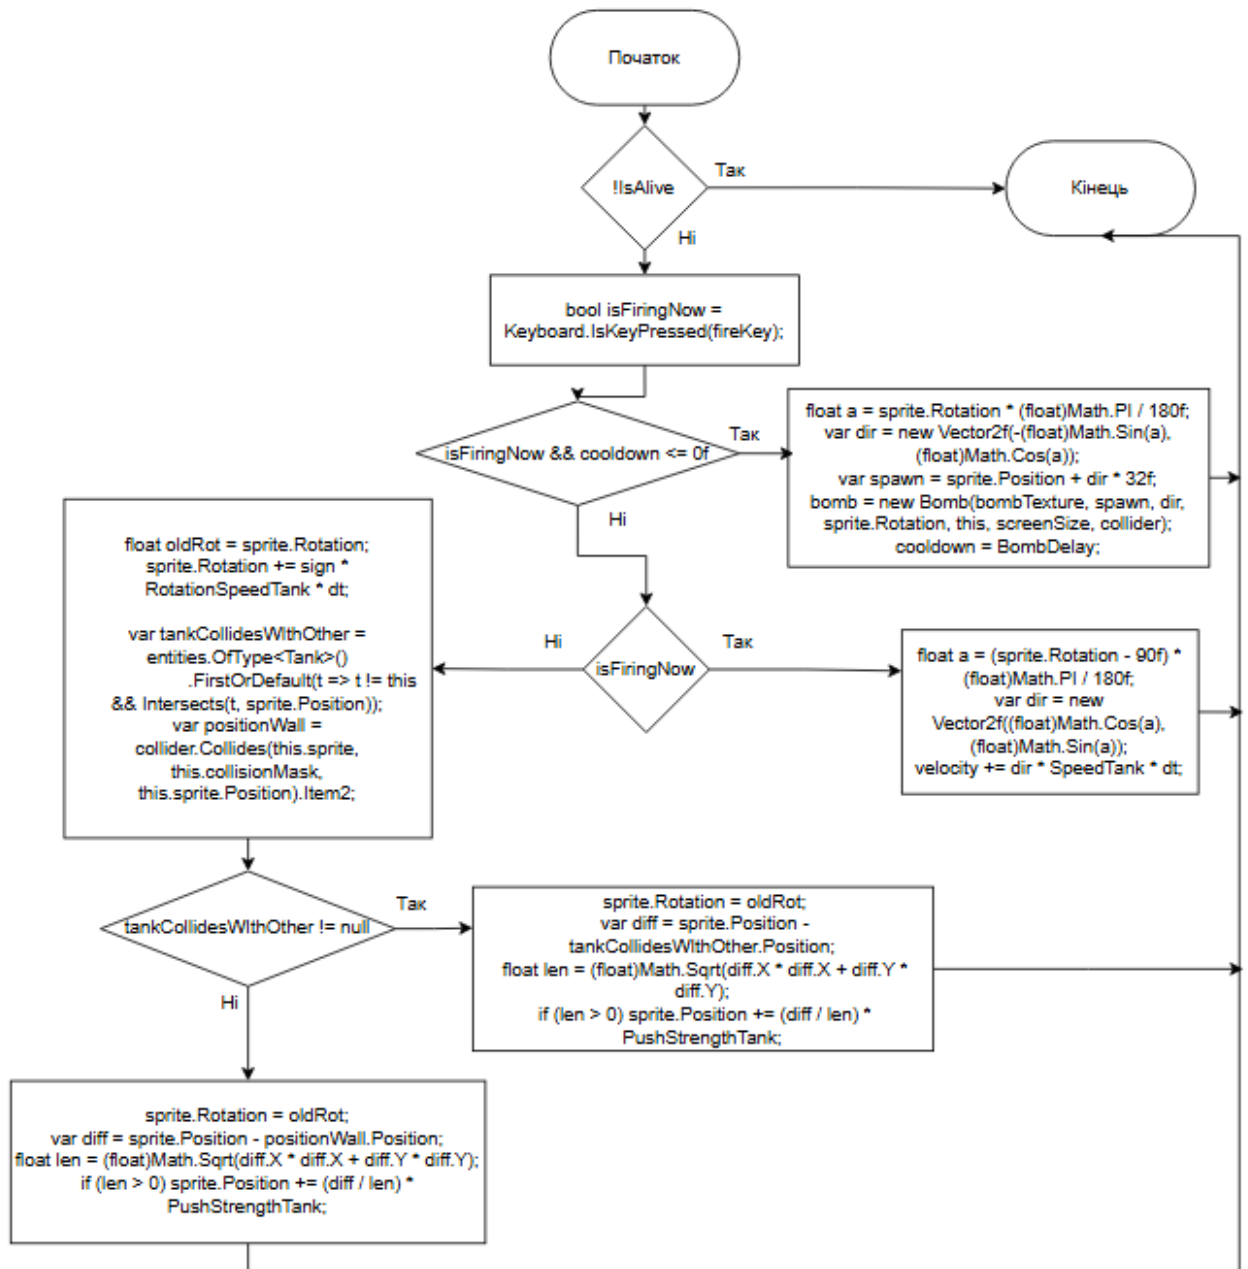 Початок
!IsAlive
Так
Кінець
Ні
bool isFiringNow =
Keyboard.IsKeyPressed(fireKey);
isFiringNow && cooldown <= 0f
Так
float a = sprite.Rotation * (float)Math.PI / 180f;
var dir = new Vector2f(-(float)Math.Sin(a),
(float)Math.Cos(a));
var spawn = sprite.Position + dir * 32f;
bomb = new Bomb(bombTexture, spawn, dir,
sprite.Rotation, this, screenSize, collider);
cooldown = BombDelay;
Ні
isFiringNow
Так
float a = (sprite.Rotation - 90f) *
(float)Math.PI / 180f;
var dir = new
Vector2f((float)Math.Cos(a),
(float)Math.Sin(a));
velocity += dir * SpeedTank * dt;
Ні
float oldRot = sprite.Rotation;
sprite.Rotation += sign *
RotationSpeedTank * dt;
var tankCollidesWIthOther =
entities.OfType<Tank>()
.FirstOrDefault(t => t != this
&& Intersects(t, sprite.Position));
var positionWall =
collider.Collides(this.sprite,
this.collisionMask,
this.sprite.Position).Item2;
tankCollidesWIthOther != null
Так
sprite.Rotation = oldRot;
var diff = sprite.Position -
tankCollidesWIthOther.Position;
float len = (float)Math.Sqrt(diff.X * diff.X + diff.Y *
diff.Y);
if (len > 0) sprite.Position += (diff / len) *
PushStrengthTank;
Ні
sprite.Rotation = oldRot;
var diff = sprite.Position - positionWall.Position;
float len = (float)Math.Sqrt(diff.X * diff.X + diff.Y * diff.Y);
if (len > 0) sprite.Position += (diff / len) *
PushStrengthTank;